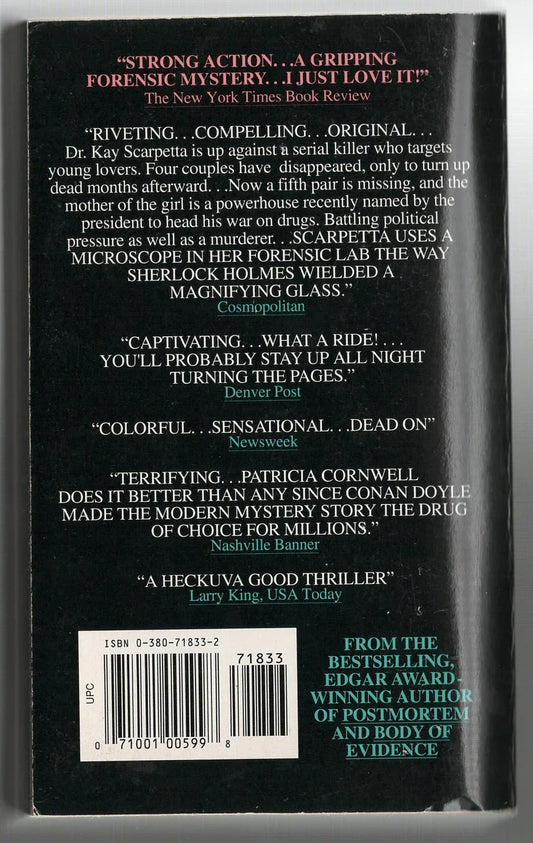 “STRONG ACTION. . .A GRIPPING
FORENSIC MYSTERY. . .I JUST LOVE IT!”
The New York Times Book Review
“RIVETING. . .COMPELLING. . .ORIGINAL. . .
Dr. Kay Scarpetta is up against a serial killer who targets
young lovers. Four couples have disappeared, only to turn up
dead months afterward. . .Now a fifth pair is missing, and the
mother of the girl is a powerhouse recently named by the
president to head his war on drugs. Battling political
pressure as well as a murderer. . .SCARPETTA USES A
MICROSCOPE IN HER FORENSIC LAB THE WAY
SHERLOCK HOLMES WIELDED A
MAGNIFYING GLASS.”
Cosmopolitan
“CAPTIVATING. . .WHAT A RIDE!. . .
YOU'LL PROBABLY STAY UP ALL NIGHT
TURNING THE PAGES.”
Denver Post
“COLORFUL. . .SENSATIONAL. . .DEAD ON”
Newsweek
“TERRIFYING. . .PATRICIA CORNWELL
DOES IT BETTER THAN ANY SINCE CONAN DOYLE
MADE THE MODERN MYSTERY STORY THE DRUG
OF CHOICE FOR MILLIONS.”
Nashville Banner
“A HECKUVA GOOD THRILLER”
Larry King, USA Today
ISBN 0-380-71833-2
71833
UPC
0 71001 00599 8
FROM THE
BESTSELLING,
EDGAR AWARD-
WINNING AUTHOR
OF POSTMORTEM
AND BODY OF
EVIDENCE